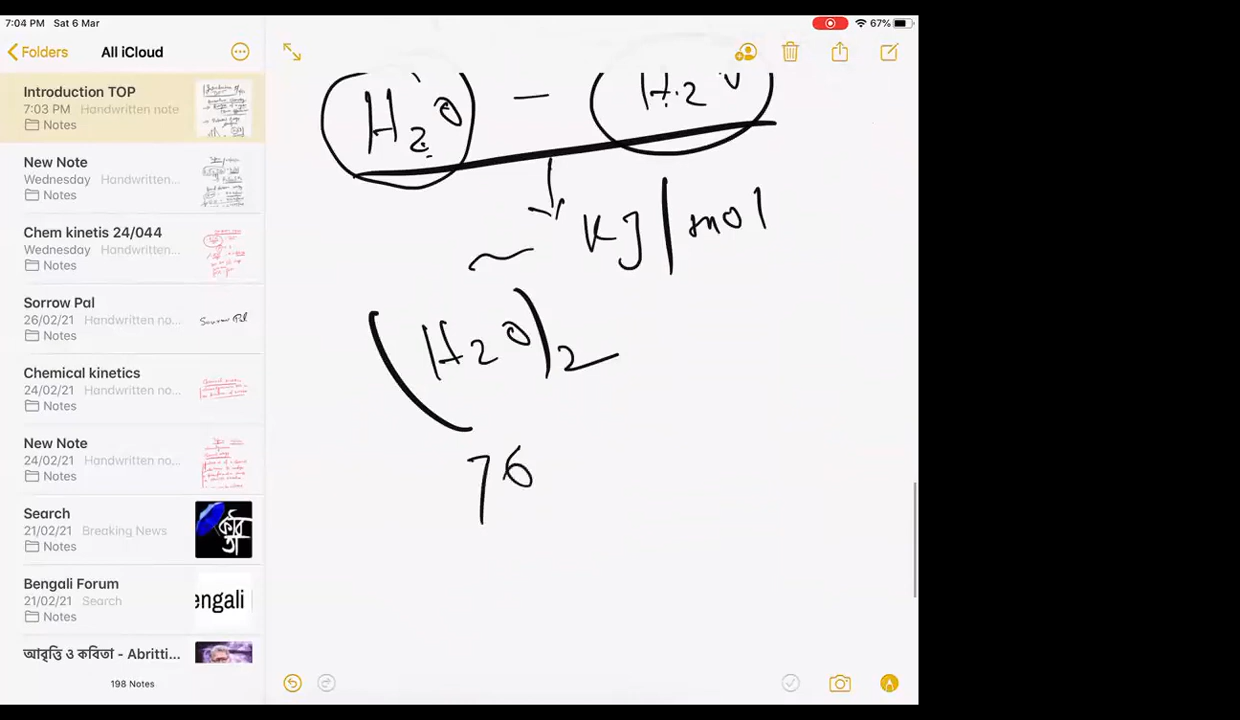 7:04 PM Sat 6 Mar
67%
Folders
All iCloud
Introduction TOP
7:03 PM Handwritten note
Notes
New Note
Wednesday Handwritten...
Notes
Chem kinetis 24/044
Wednesday Handwritten...
Notes
Sorrow Pal
26/02/21 Handwritten no...
Notes
Chemical kinetics
24/02/21 Handwritten no...
Notes
New Note
24/02/21 Handwritten no...
Notes
Search
21/02/21 Breaking News
Notes
Bengali Forum
21/02/21 Search
Notes
আবৃত্তি ও কবিতা - Abritti...
198 Notes
কবিতা
engali
H2O – H2O
KJ | mol
(H2O)2
76